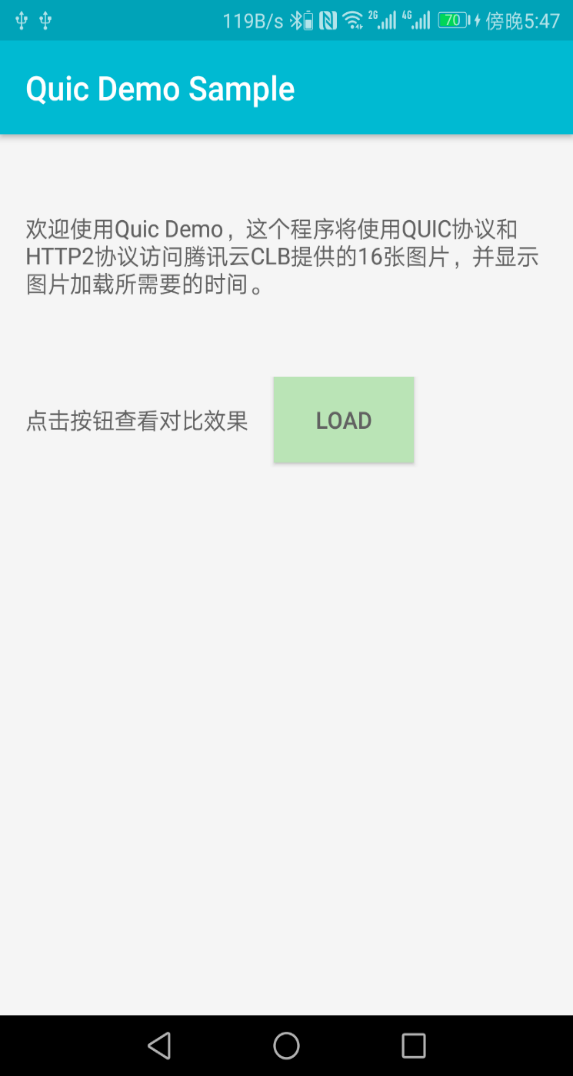 119B/s 2G 4G 70 傍晚5:47
Quic Demo Sample
欢迎使用Quic Demo，这个程序将使用QUIC协议和
HTTP2协议访问腾讯云CLB提供的16张图片，并显示
图片加载所需要的时间。
点击按钮查看对比效果 LOAD